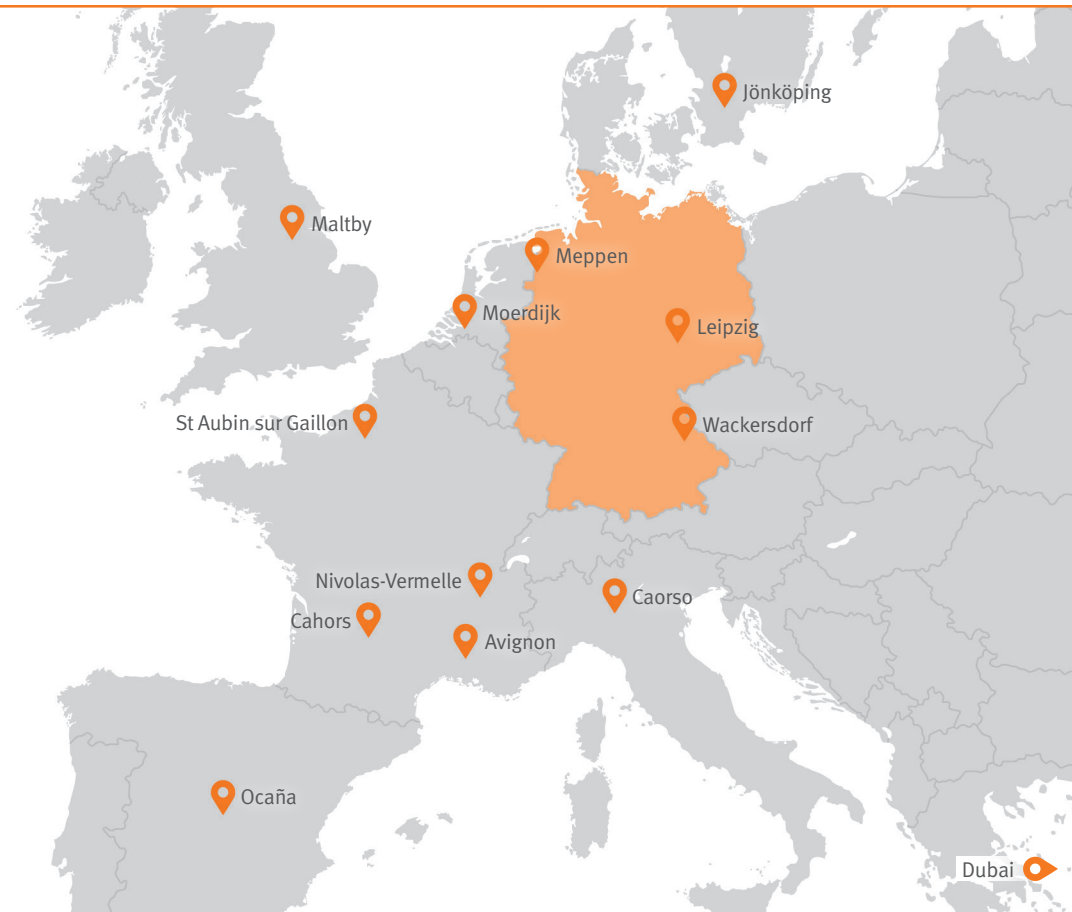 Jönköping
Maltby
Meppen
Moerdijk
Leipzig
St Aubin sur Gaillon
Wackersdorf
Nivolas-Vermelle
Caorso
Cahors
Avignon
Ocaña
Dubai